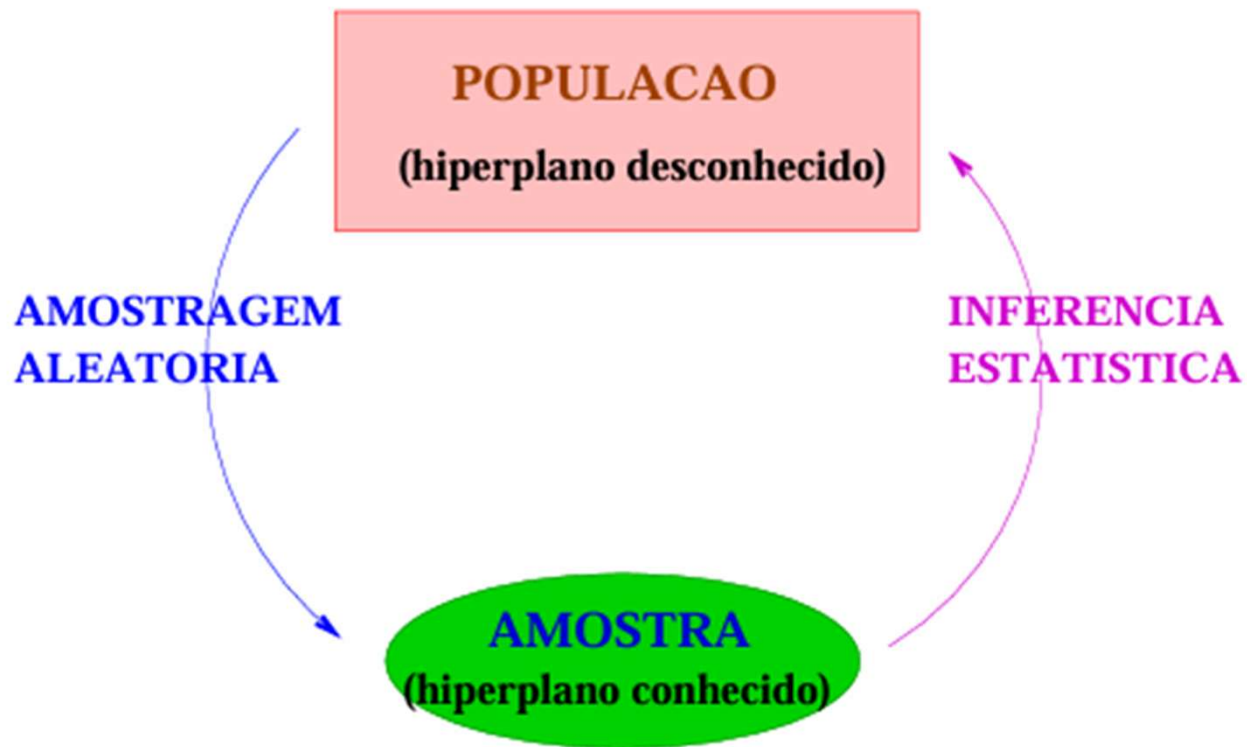 POPULACAO
(hiperplano desconhecido)
AMOSTRAGEM
ALEATORIA
INFERENCIA
ESTATISTICA
AMOSTRA
(hiperplano conhecido)